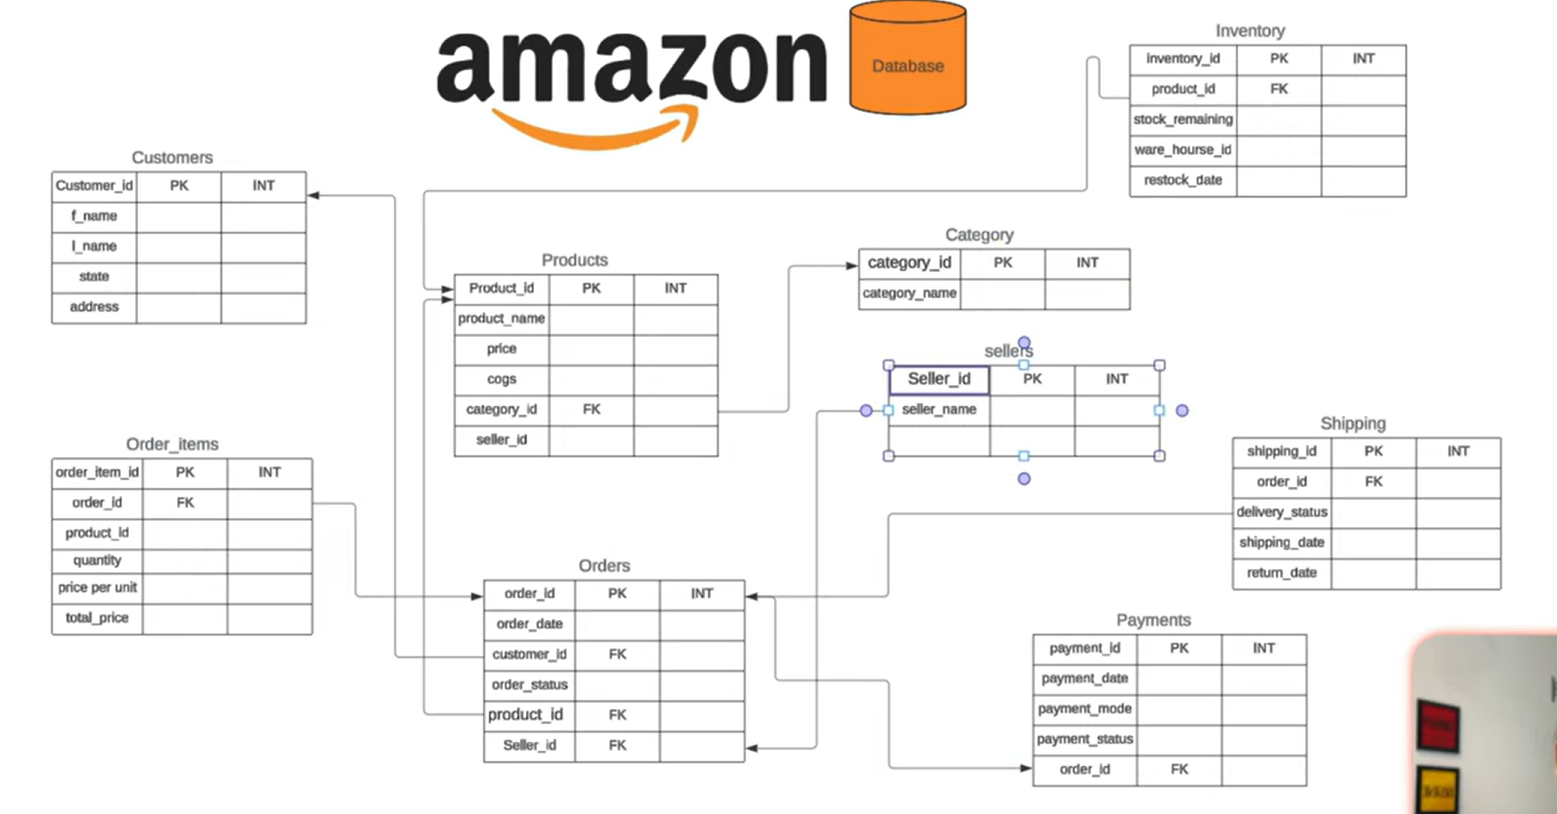 amazon
Database
Inventory
inventory_id PK INT
product_id FK
stock_remaining
ware_hourse_id
restock_date
Customers
Customer_id PK INT
f_name
l_name
state
address
Products
Product_id PK INT
product_name
price
cogs
category_id FK
seller_id
Category
category_id PK INT
category_name
sellers
Seller_id PK INT
seller_name
Order_items
order_item_id PK INT
order_id FK
product_id
quantity
price per unit
total_price
Shipping
shipping_id PK INT
order_id FK
delivery_status
shipping_date
return_date
Orders
order_id PK INT
order_date
customer_id FK
order_status
product_id FK
Seller_id FK
Payments
payment_id PK INT
payment_date
payment_mode
payment_status
order_id FK